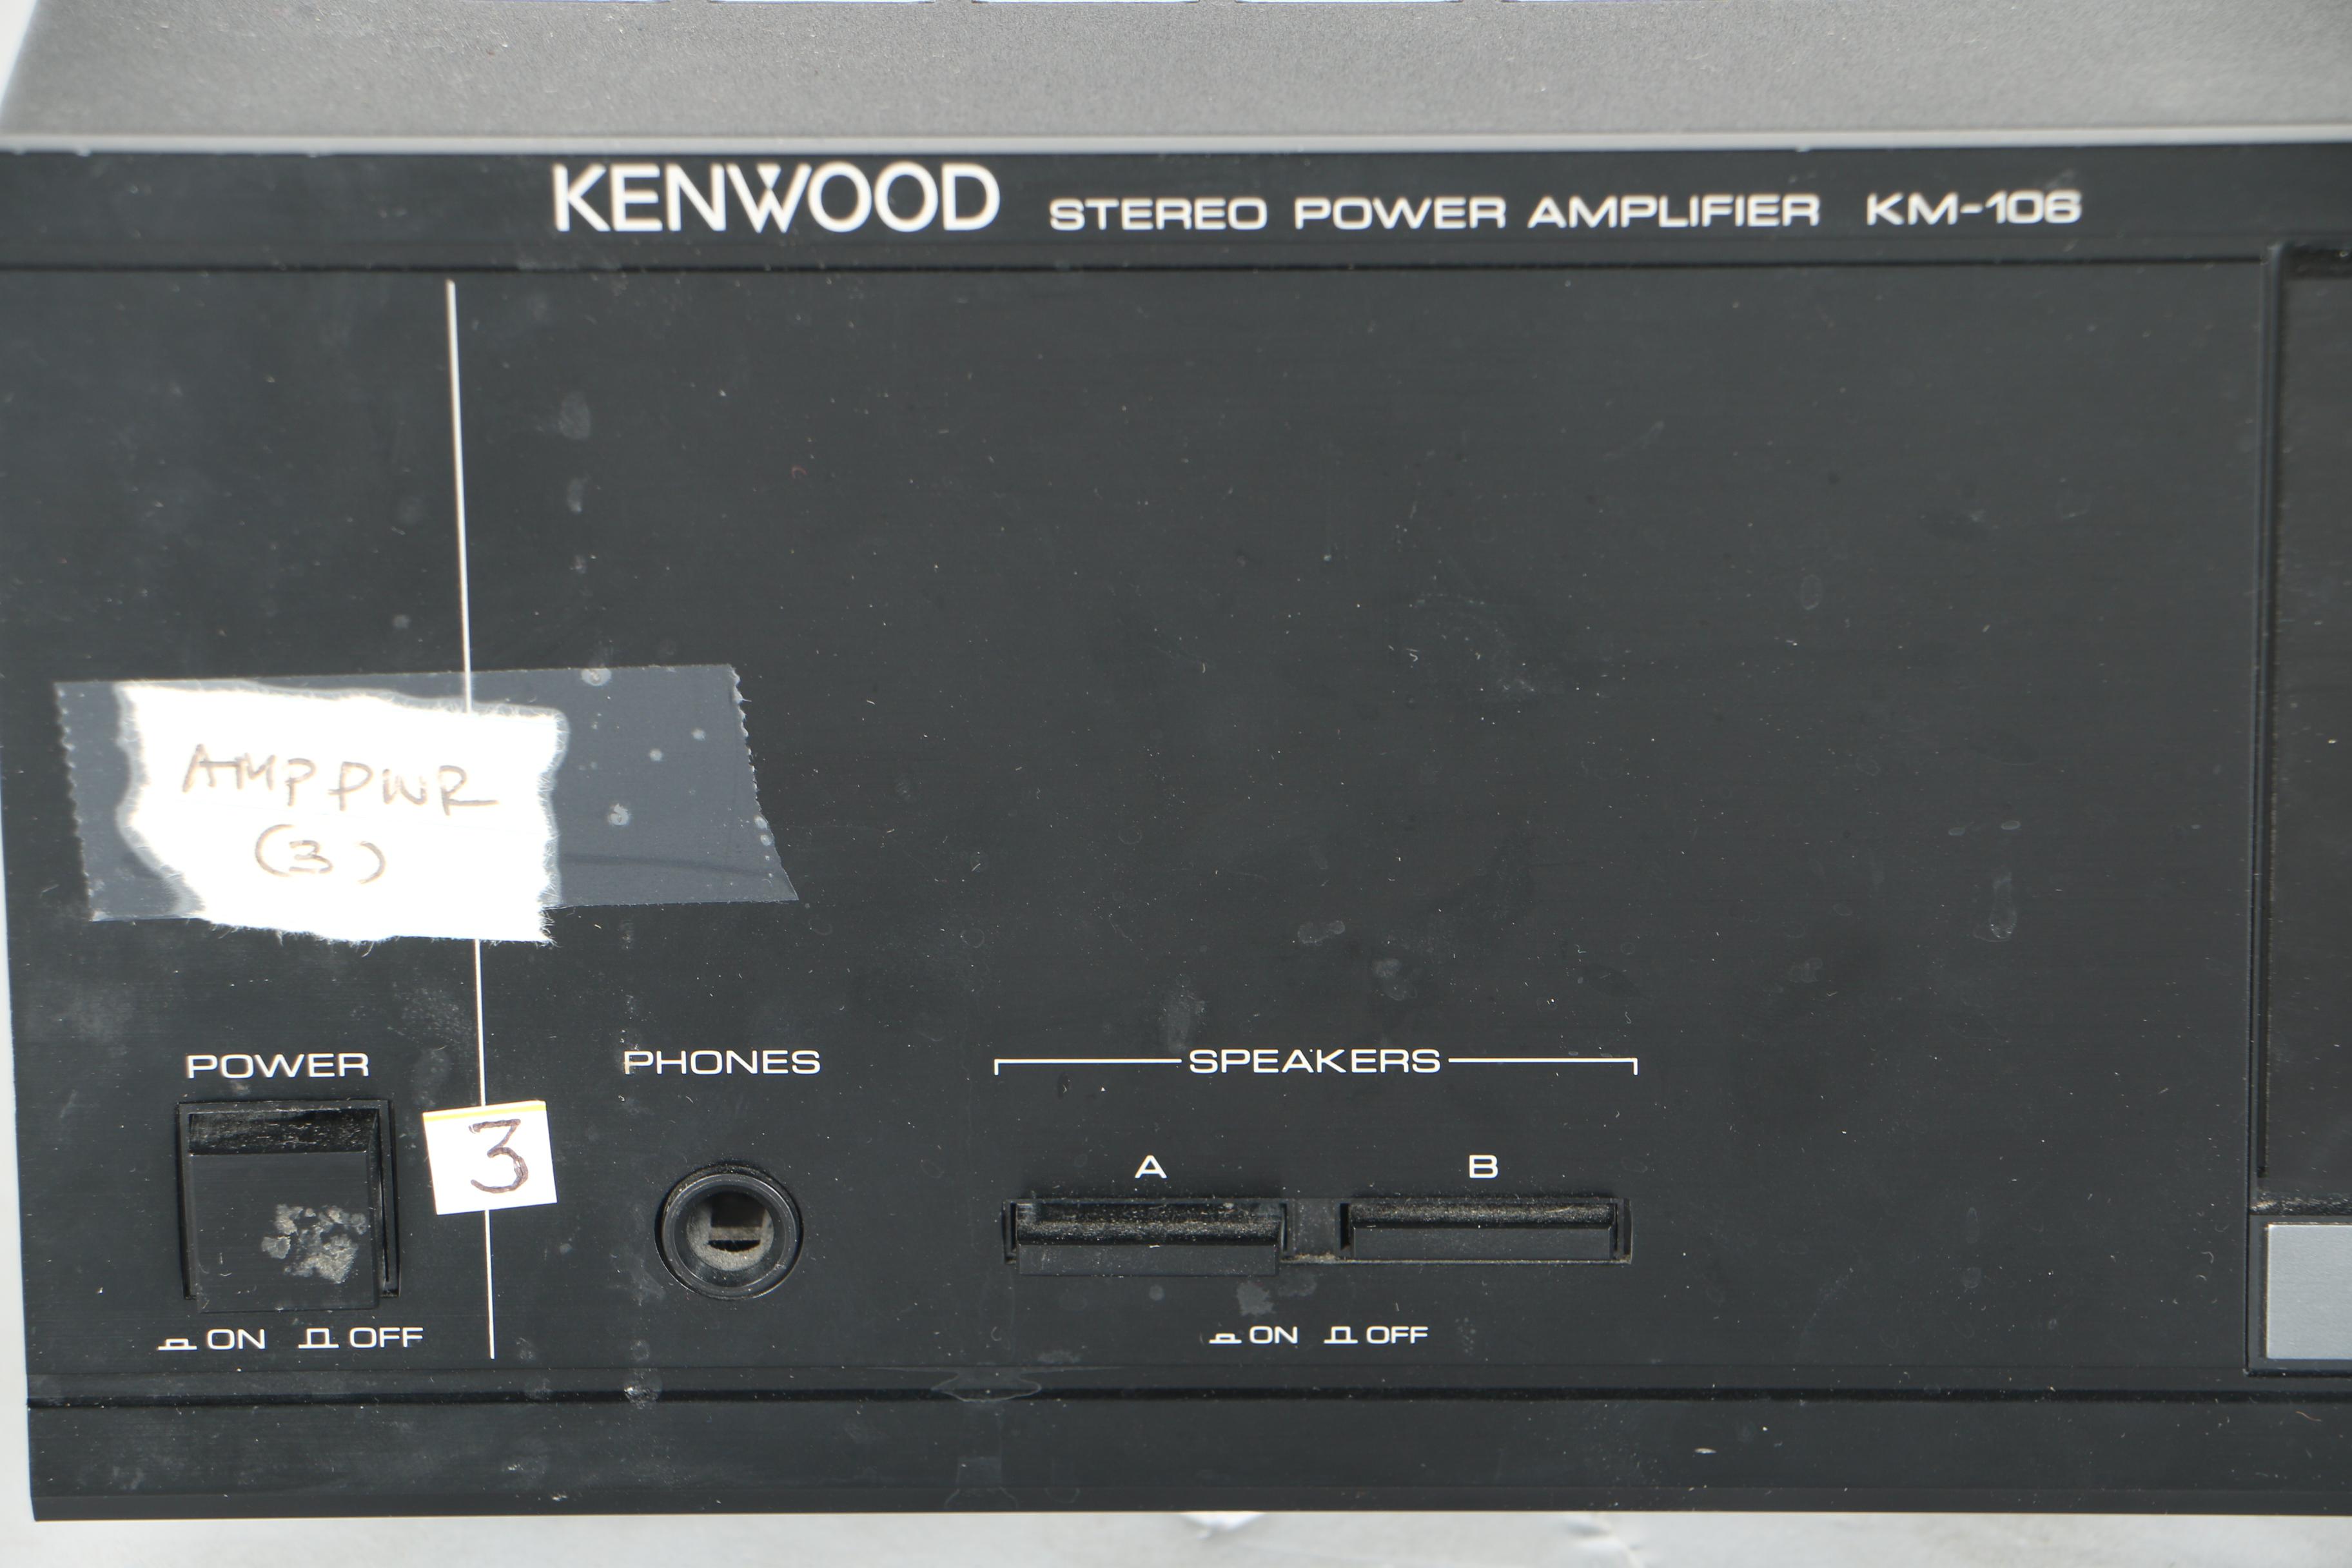 KENWOOD STEREO POWER AMPLIFIER KM-106
AMP PWR
(3)
POWER
PHONES
SPEAKERS
3
A B
ON OFF
ON OFF